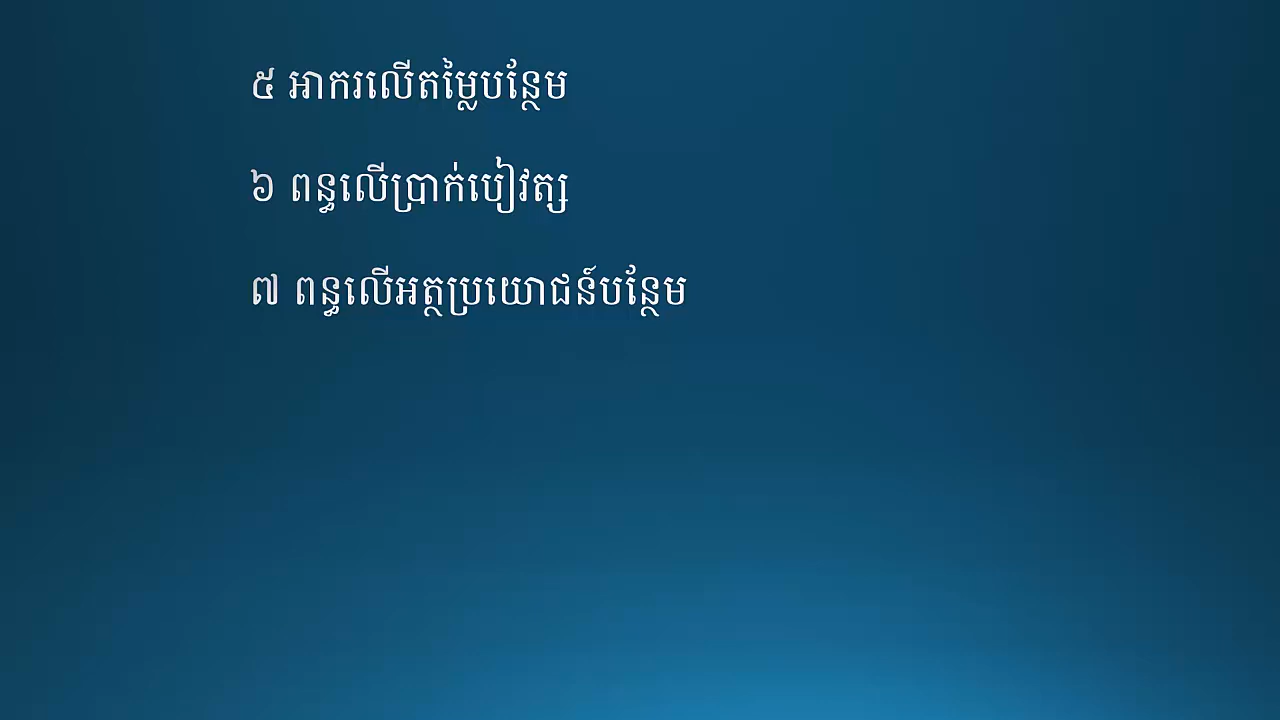 ៥ អាករលើតម្លៃបន្ថែម
៦ ពន្ធលើប្រាក់បៀវត្ស
៧ ពន្ធលើអត្ថប្រយោជន៍បន្ថែម